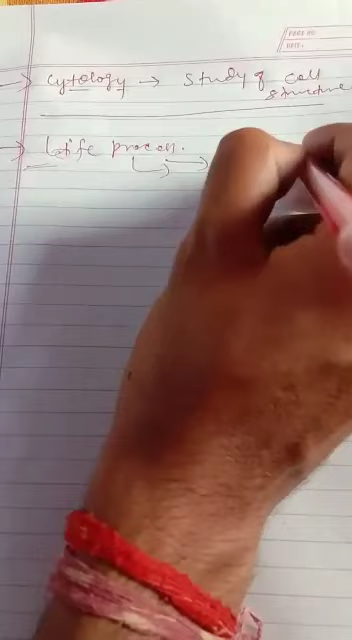 PAGE NO.
DATE:
→ Cytology → Study of cell
structure
→ Life process.